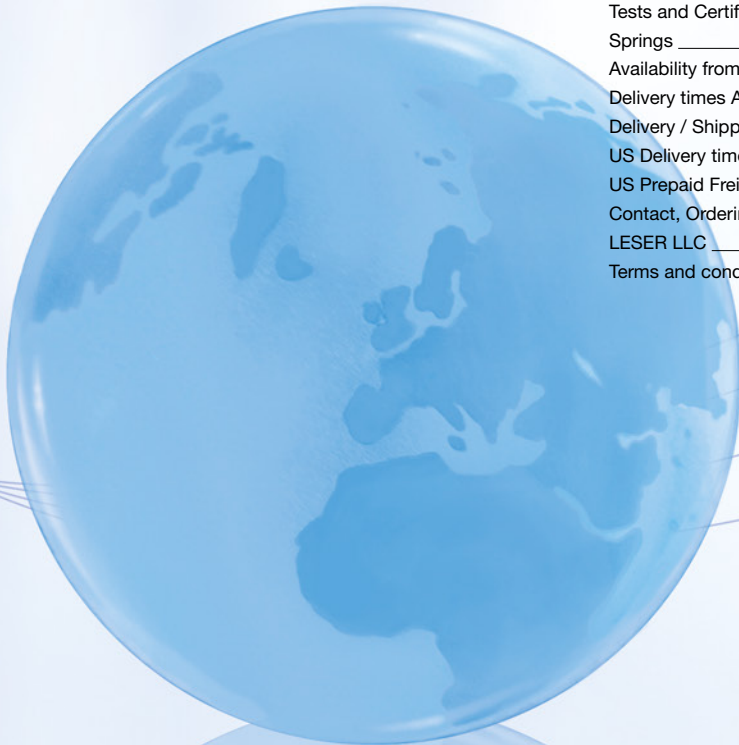 Tests and Certif
Springs
Availability from
Delivery times A
Delivery / Shipp
US Delivery time
US Prepaid Frei
Contact, Orderin
LESER LLC
Terms and cond